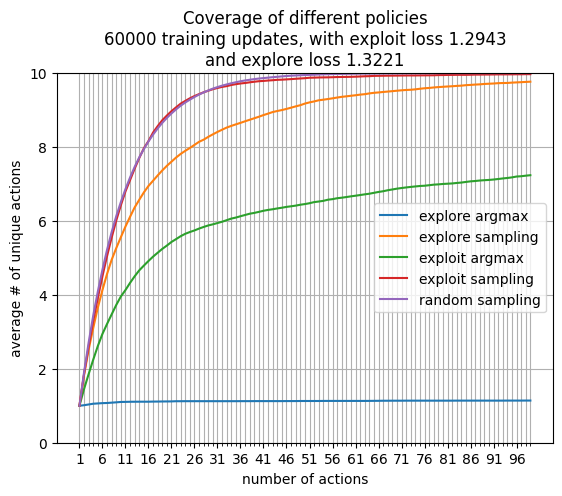 Coverage of different policies
60000 training updates, with exploit loss 1.2943
and explore loss 1.3221
average # of unique actions
10
8
6
4
2
0
explore argmax
explore sampling
exploit argmax
exploit sampling
random sampling
1 6 11 16 21 26 31 36 41 46 51 56 61 66 71 76 81 86 91 96
number of actions